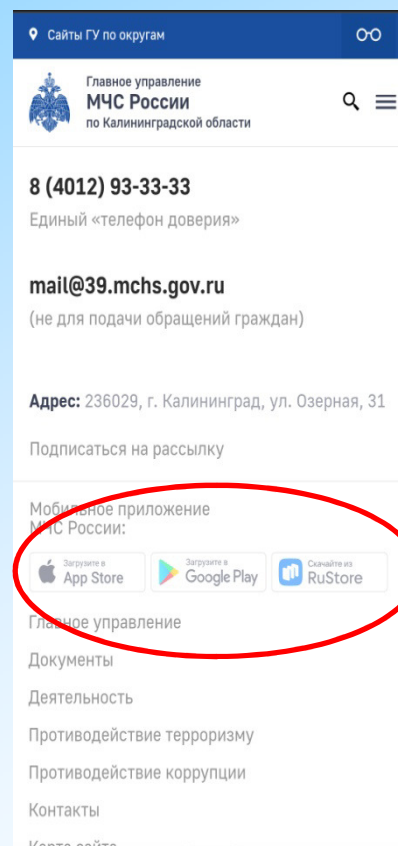 Сайты ГУ по округам
Главное управление
МЧС России
по Калининградской области
8 (4012) 93-33-33
Единый «телефон доверия»
mail@39.mchs.gov.ru
(не для подачи обращений граждан)
Адрес: 236029, г. Калининград, ул. Озерная, 31
Подписаться на рассылку
Мобильное приложение
МЧС России:
Загрузите в
App Store
Загрузите в
Google Play
Скачайте из
RuStore
Главное управление
Документы
Деятельность
Противодействие терроризму
Противодействие коррупции
Контакты
Карта сайта